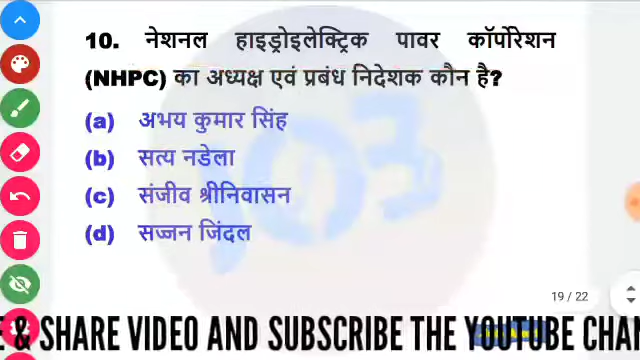 10. नेशनल हाइड्रोइलेक्ट्रिक पावर कॉर्पोरेशन
(NHPC) का अध्यक्ष एवं प्रबंध निदेशक कौन है?
(a) अभय कुमार सिंह
(b) सत्य नडेला
(c) संजीव श्रीनिवासन
(d) सज्जन जिंदल
19 / 22
& SHARE VIDEO AND SUBSCRIBE THE YOUTUBE